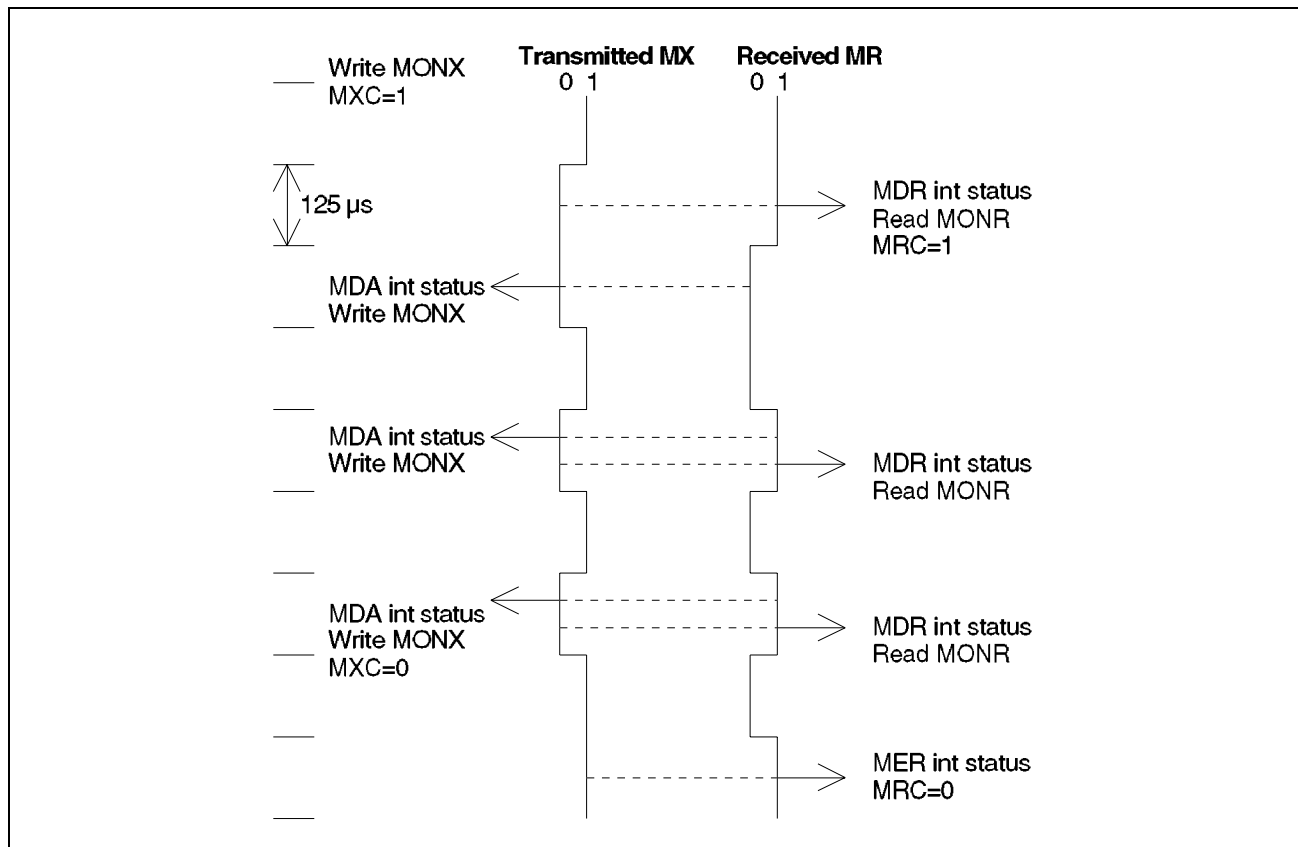 Transmitted MX Received MR
Write MONX
MXC=1
0 1 0 1
125 µs
MDR int status
Read MONR
MRC=1
MDA int status
Write MONX
MDA int status
Write MONX
MDR int status
Read MONR
MDA int status
Write MONX
MXC=0
MDR int status
Read MONR
MER int status
MRC=0